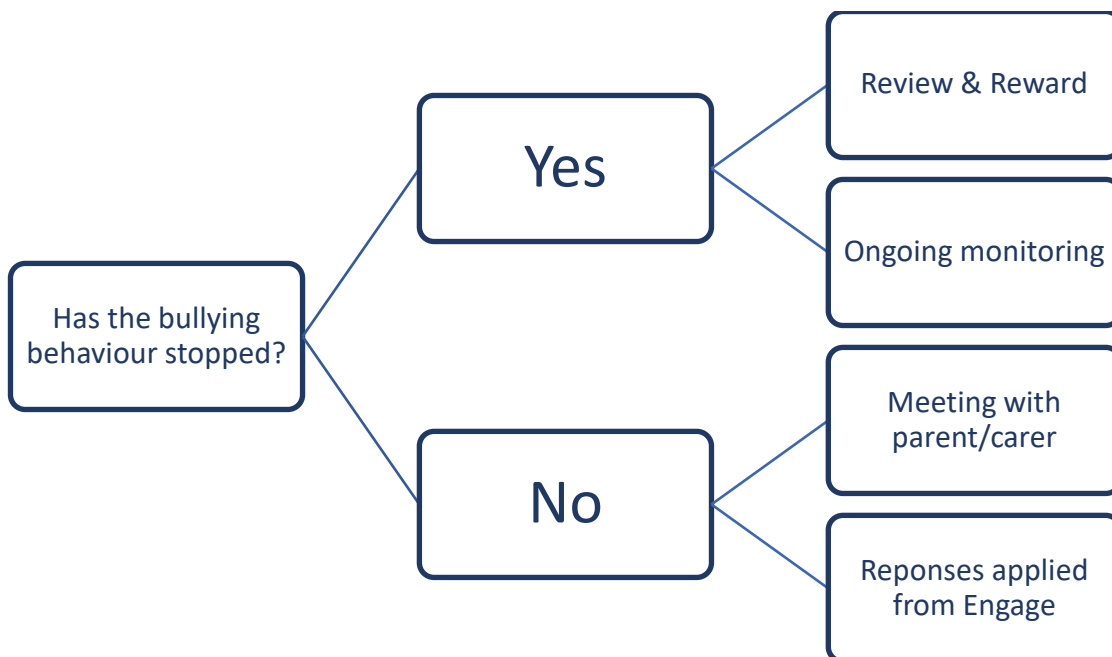 Has the bullying
behaviour stopped?
Yes
Review & Reward
Ongoing monitoring
No
Meeting with
parent/carer
Reponses applied
from Engage